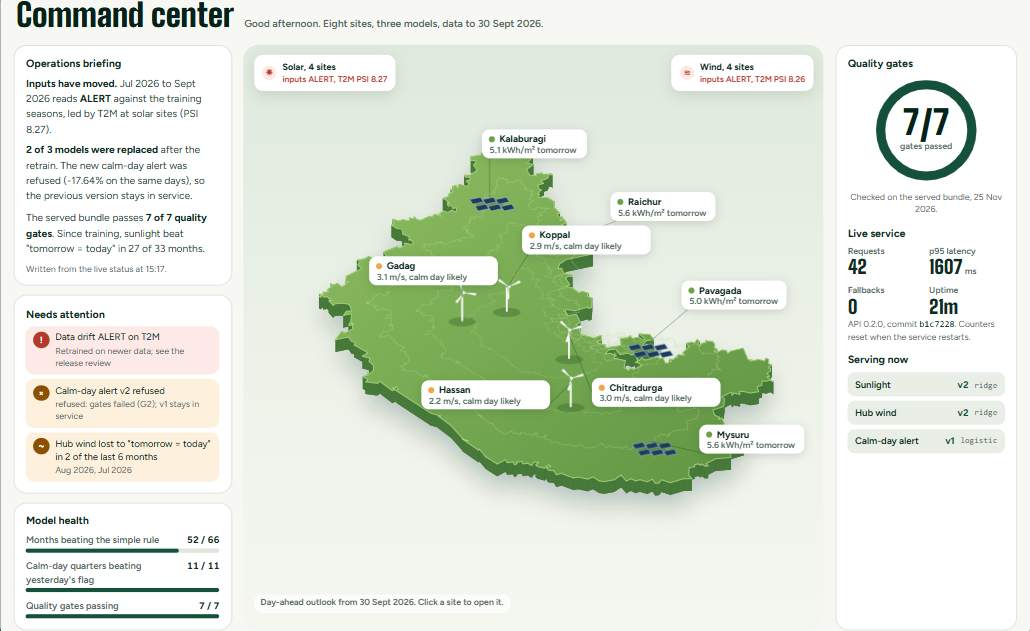 Command center
Good afternoon. Eight sites, three models, data to 30 Sept 2026.
Operations briefing
Inputs have moved. Jul 2026 to Sept
2026 reads ALERT against the training
seasons, led by T2M at solar sites (PSI
8.27).
2 of 3 models were replaced after the
retrain. The new calm-day alert was
refused (-17.64% on the same days), so
the previous version stays in service.
The served bundle passes 7 of 7 quality
gates. Since training, sunlight beat
"tomorrow = today" in 27 of 33 months.
Written from the live status at 15:17.
Needs attention
!
Data drift ALERT on T2M
Retrained on newer data; see the
release review
×
Calm-day alert v2 refused
refused: gates failed (G2); v1 stays in
service
~
Hub wind lost to "tomorrow = today"
in 2 of the last 6 months
Aug 2026, Jul 2026
Model health
Months beating the simple rule 52 / 66
Calm-day quarters beating 11 / 11
yesterday's flag
Quality gates passing 7 / 7
Solar, 4 sites
inputs ALERT, T2M PSI 8.27
Wind, 4 sites
inputs ALERT, T2M PSI 8.26
Kalaburagi
5.1 kWh/m² tomorrow
Raichur
5.6 kWh/m² tomorrow
Koppal
2.9 m/s, calm day likely
Gadag
3.1 m/s, calm day likely
Pavagada
5.0 kWh/m² tomorrow
Hassan
2.2 m/s, calm day likely
Chitradurga
3.0 m/s, calm day likely
Mysuru
5.6 kWh/m² tomorrow
Day-ahead outlook from 30 Sept 2026. Click a site to open it.
Quality gates
7/7
gates passed
Checked on the served bundle, 25 Nov
2026.
Live service
Requests p95 latency
42 1607 ms
Fallbacks Uptime
0 21m
API 0.2.0, commit b1c7228. Counters
reset when the service restarts.
Serving now
Sunlight v2 ridge
Hub wind v2 ridge
Calm-day alert v1 logistic